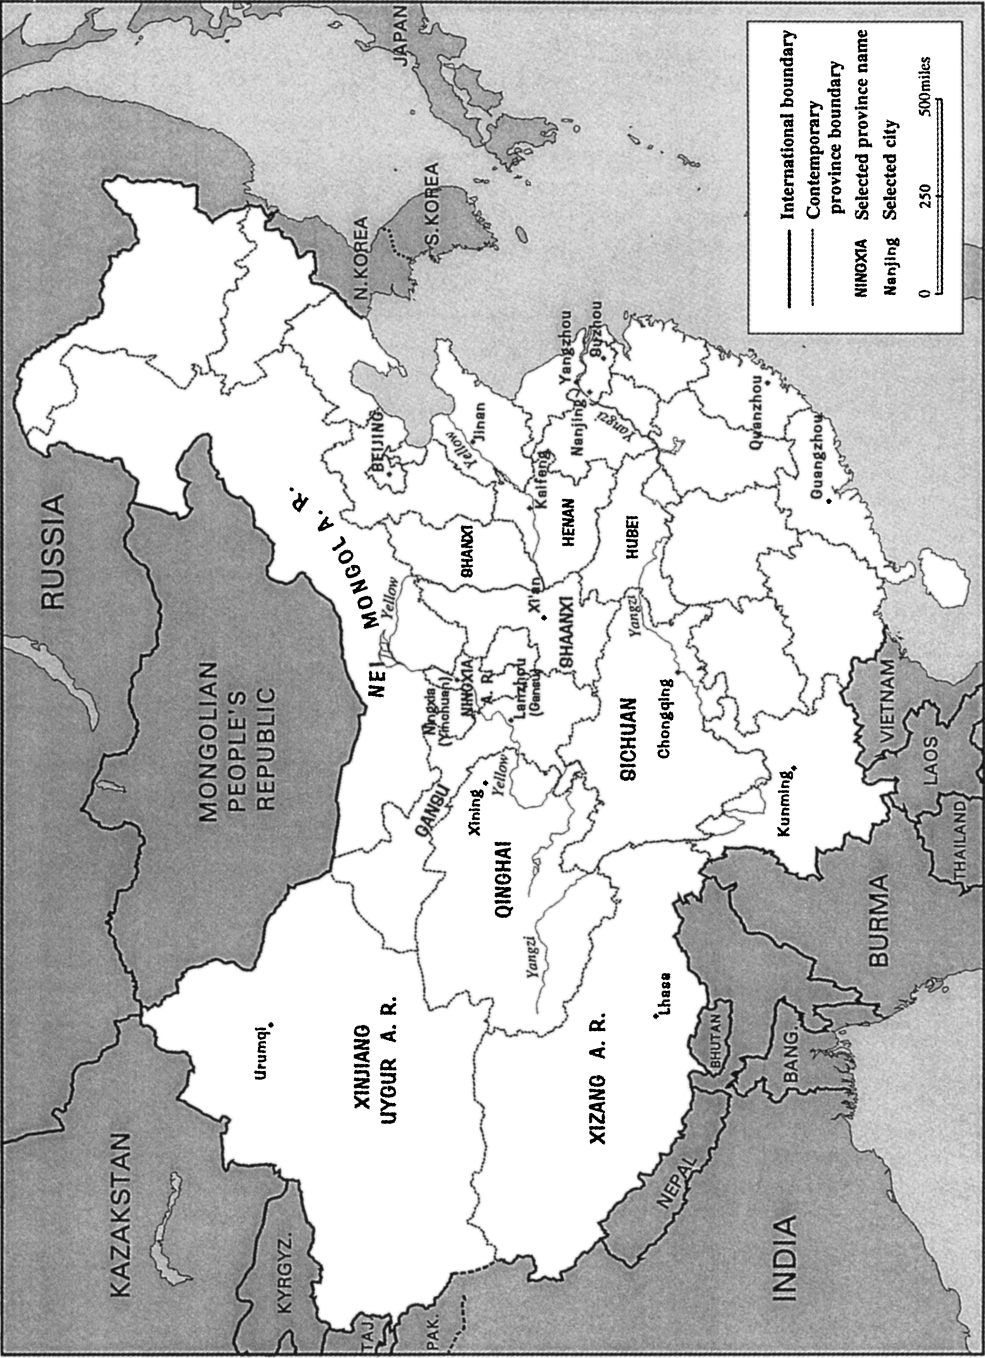 RUSSIA
KAZAKSTAN
MONGOLIAN
PEOPLE'S
REPUBLIC
KYRGYZ.
TAJ.
PAK.
JAPAN
N.KOREA
S.KOREA
Urumqi
XINJIANG
UYGUR A. R.
NEI MONGOL A. R.
BEIJING
GANSU
Ningxia
(Yinchuan)
NINGXIA
A. R.
Yellow
SHANXI
Yellow
Jinan
Xining
Yellow
Lanzhou
(Gansu)
QINGHAI
Xi'an
SHAANXI
Kaifeng
HENAN
Yangzhou
Suzhou
Nanjing
Yangzi
Yangzi
XIZANG A. R.
Lhasa
SICHUAN
Chongqing
Yangzi
HUBEI
Quanzhou
Guangzhou
Kunming
NEPAL
BHUTAN
BANG.
INDIA
BURMA
VIETNAM
LAOS
THAILAND
International boundary
Contemporary
province boundary
NINGXIA Selected province name
Nanjing Selected city
0 250 500miles